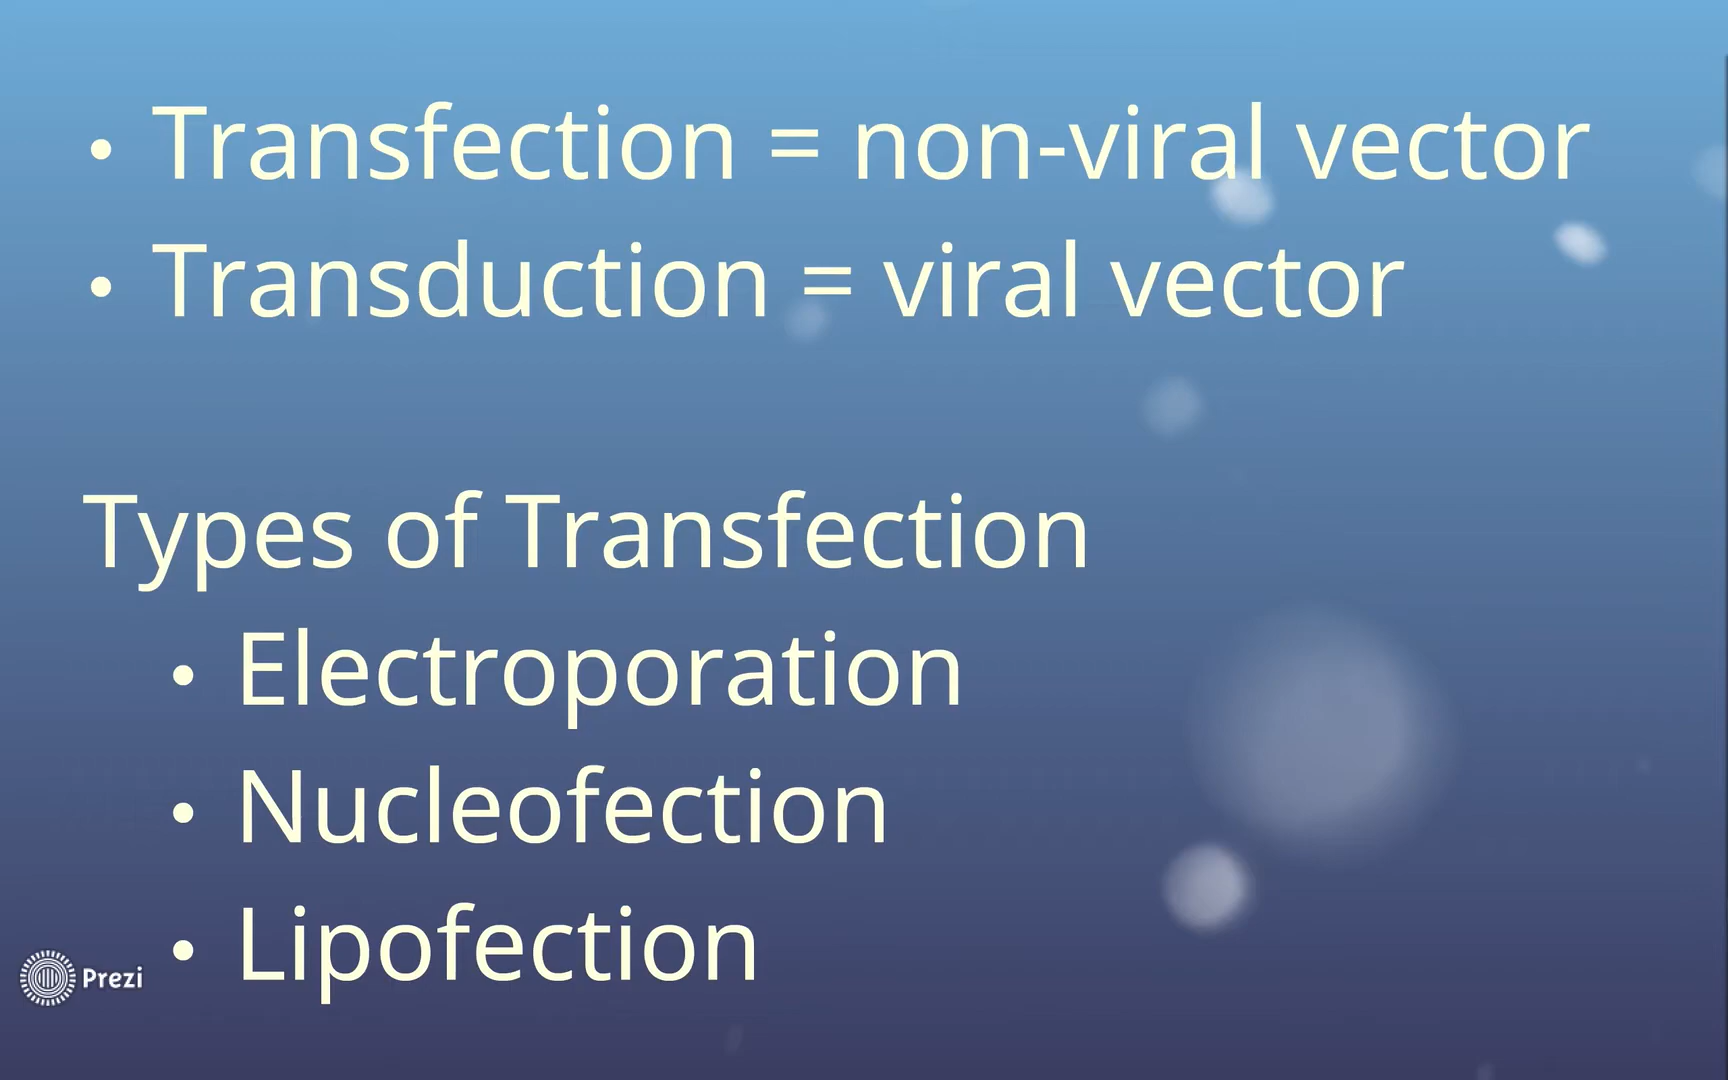 • Transfection = non-viral vector
• Transduction = viral vector
Types of Transfection
• Electroporation
• Nucleofection
• Lipofection
Prezi